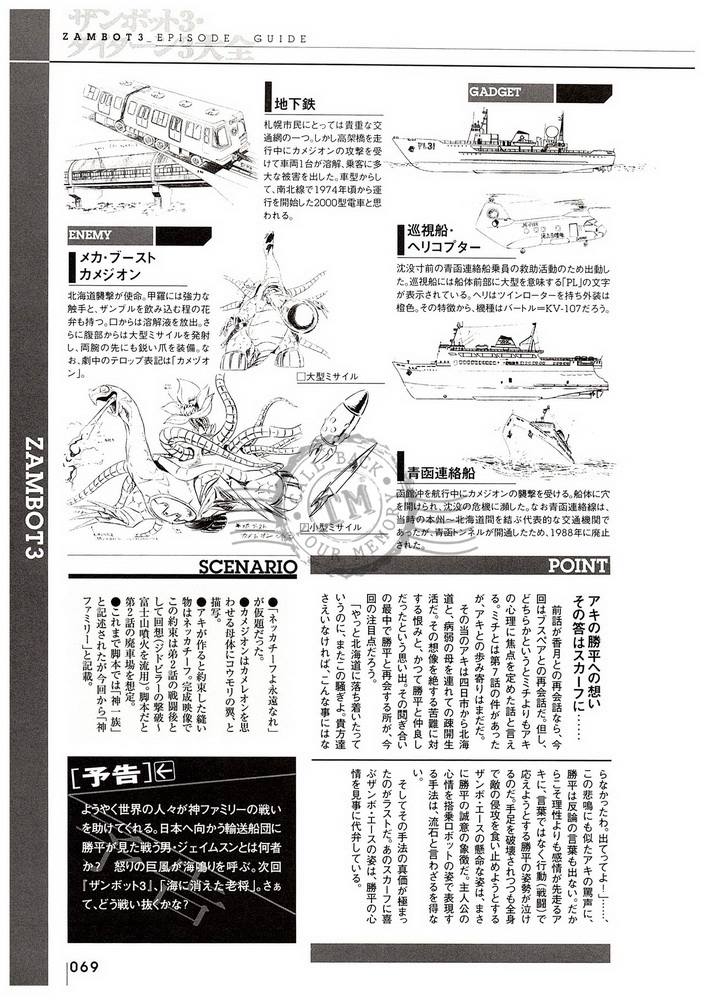 ザンボット3・
ダイターン3大全
ZAMBOT3_EPISODE GUIDE
地下鉄
札幌市民にとっては貴重な交
通網の一つ。しかし高架橋を走
行中にカメジオンの攻撃を受
けて車両1台が溶解、乗客に多
大な被害を出した。車型からし
て、南北線で1974年頃から運
行を開始した2000型電車と思
われる。
GADGET
PL31
巡視船・
ヘリコプター
沈没寸前の青函連絡船乗員の救助活動のため出動し
た。巡視船には船体前部に大型を意味する「PL」の文字
が表示されている。ヘリはツインローターを持ち外装は
橙色。その特徴から、機種はバートル=KV-107だろう。
ENEMY
メカ・ブースト
カメジオン
北海道襲撃が使命。甲羅には強力な
触手と、ザンブルを飲み込む程の花
弁も持つ。口からは溶解液を放出。さ
らに腹部からは大型ミサイルを発射
し、両腕の先にも鋭い爪を装備。な
お、劇中のテロップ表記は「カメヅオ
ン」。
大型ミサイル
小型ミサイル
青函連絡船
函館沖を航行中にカメジオンの襲撃を受ける。船体に穴
を開けられ、沈没の危機に瀕した。なお青函連絡船は、
当時の本州〜北海道間を結ぶ代表的な交通機関で
あったが、青函トンネルが開通したため、1988年に廃止
された。
ZAMBOT3
CALL BACK
TM
YOUR MEMORY
SCENARIO
●「ネッカチーフよ永遠なれ」
が仮題だった。
●カメジオンはカメレオンを思
わせる母体にコウモリの翼、と
描写。
●アキが作ると約束した縫い
物はネッカチーフ。完成映像で
この約束は第2話の戦闘後と
して回想(ジドビラーの撃破〜
富士山噴火を流用)。脚本だと
第2話の廃車場を想定。
●これまで脚本では「神一族」
と記述されたが今回から「神
ファミリー」と記載。
POINT
アキの勝平への想い
その答はスカーフに……
前話が香月との再会話なら、今
回はブスペアとの再会話だ。但し、
どちらかというとミチよりもアキ
の心理に焦点を定めた話と言え
る。ミチとは第7話の件があった
が、アキとの歩み寄りはまだだ。
その当のアキは四日市から北海
道と、病弱の母を連れての疎開生
活だ。その想像を絶する苦難に対
する恨みと、かつて勝平と仲良し
だったという思い出。その鬩ぎ合い
の最中で勝平と再会する所が、今
回の注目点だろう。
「やっと北海道に落ち着いたって
いうのに、またこの騒ぎよ。貴方達
さえいなければ、こんな事にはな
らなかったわ。出てってよ！」……、
この悲鳴にも似たアキの罵声に、
勝平は反論の言葉も出ない。だか
らこそ理性よりも感情が先走るア
キに、言葉ではなく行動(戦闘)で
応えようとする勝平の姿勢が泣け
るのだ。手足を破壊されつつも全身
で敵の侵攻を食い止めようとする
ザンボ・エースの懸命な姿は、まさ
に勝平の誠意の象徴だ。主人公の
心情を搭乗ロボットの姿で表現す
る手法は、流石と言わざるを得な
い。
そしてその手法の真価が極まっ
たのがラストだ。あのスカーフに喜
ぶザンボ・エースの姿は、勝平の心
情を見事に代弁している。
[予告]←
ようやく世界の人々が神ファミリーの戦い
を助けてくれる。日本へ向かう輸送船団に
勝平が見た戦う男・ジェイムスンとは何者
か？ 怒りの巨風が海鳴りを呼ぶ。次回
『ザンボット3』、「海に消えた老将」。さぁ
て、どう戦い抜くかな？
069